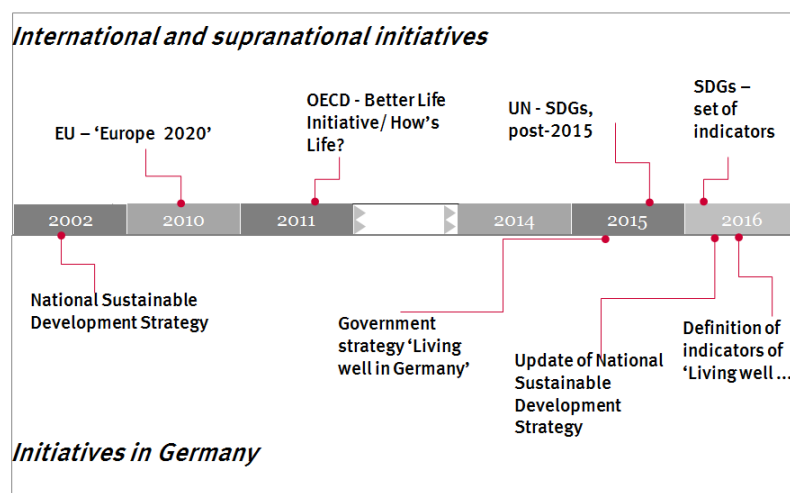 International and supranational initiatives
EU – ‘Europe 2020’
OECD - Better Life
Initiative/ How’s
Life?
UN - SDGs,
post-2015
SDGs –
set of
indicators
2002
2010
2011
2014
2015
2016
National Sustainable
Development Strategy
Government
strategy ‘Living
well in Germany’
Update of National
Sustainable
Development
Strategy
Definition of
indicators of
‘Living well ...
Initiatives in Germany